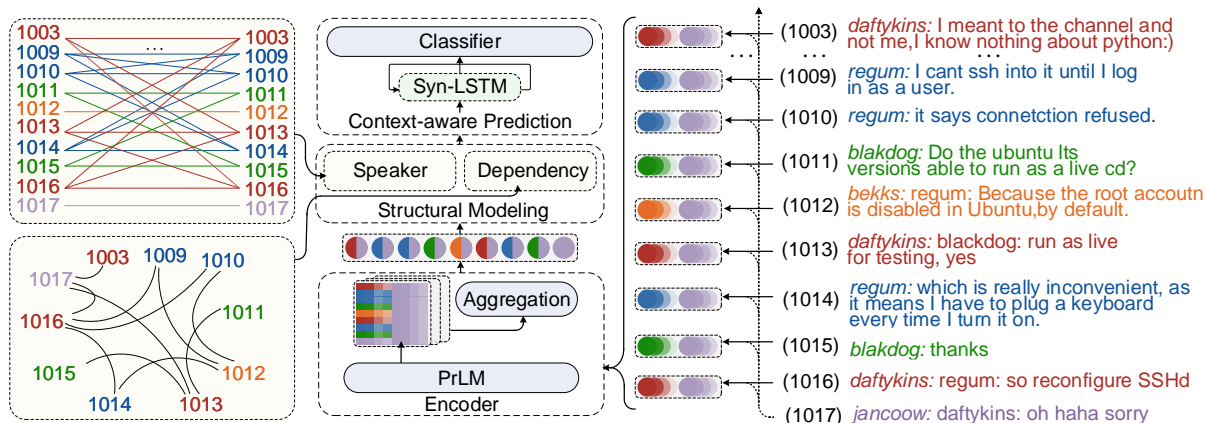 1003 1003
...
1009 1009
1010 1010
1011 1011
1012 1012
1013 1013
1014 1014
1015 1015
1016 1016
1017 1017
1003
1009
1010
1017
1016
1011
1015
1012
1014
1013
Classifier
Syn-LSTM
Context-aware Prediction
Speaker
Dependency
Structural Modeling
Aggregation
PrLM
Encoder
(1003) daftykins: I meant to the channel and
not me,I know nothing about python:)
... ... ...
(1009) regum: I cant ssh into it until I log
in as a user.
(1010) regum: it says connetction refused.
(1011) blakdog: Do the ubuntu lts
versions able to run as a live cd?
(1012) bekks: regum: Because the root accoutn
is disabled in Ubuntu,by default.
(1013) daftykins: blackdog: run as live
for testing, yes
(1014) regum: which is really inconvenient, as
it means I have to plug a keyboard
every time I turn it on.
(1015) blakdog: thanks
(1016) daftykins: regum: so reconfigure SSHd
(1017) jancoow: daftykins: oh haha sorry